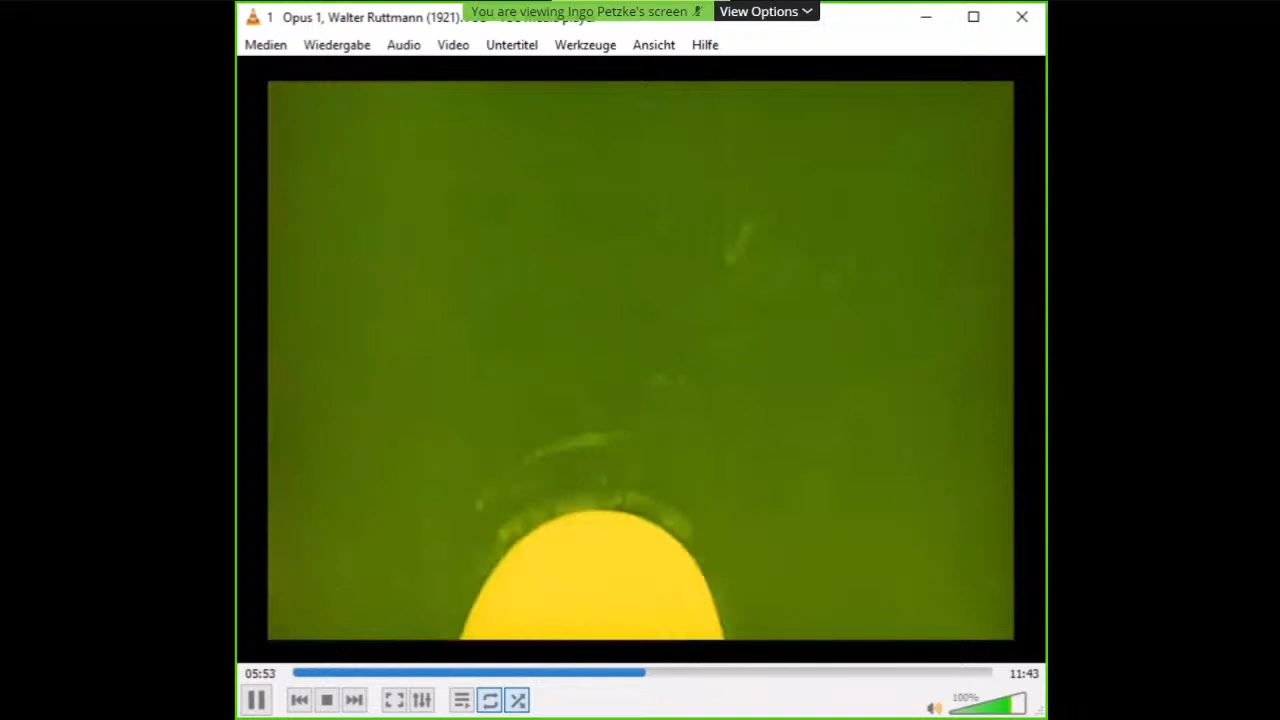 You are viewing Ingo Petzke's screen View Options
1 Opus 1, Walter Ruttmann (1921).
Medien Wiedergabe Audio Video Untertitel Werkzeuge Ansicht Hilfe
05:53 11:43
100%